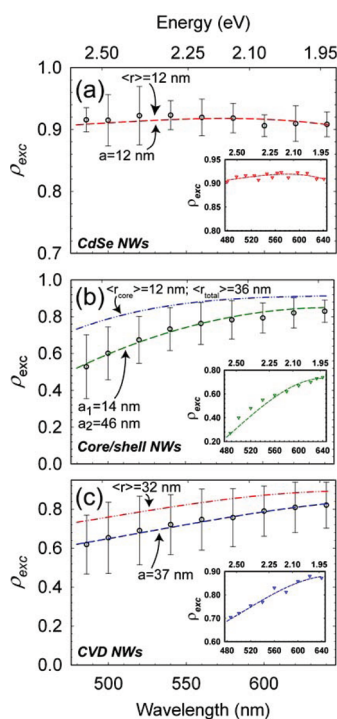 Energy (eV)
2.50 2.25 2.10 1.95
1.0
(a)
<r>=12 nm
0.9
a=12 nm
ρexc
0.8
0.95
2.50 2.25 2.10 1.95
0.90
ρexc
0.85
0.80
480 520 560 600 640
CdSe NWs
0.7
1.0
(b)
<rcore>=12 nm; <rtotal>=36 nm
0.8
0.6
ρexc
0.4
a1=14 nm
a2=46 nm
0.2
2.50 2.25 2.10 1.95
0.80
0.60
ρexc
0.40
0.20
480 520 560 600 640
Core/shell NWs
0.0
1.0
(c)
<r>=32 nm
0.8
0.6
a=37 nm
ρexc
0.4
0.2
2.50 2.25 2.10 1.95
0.90
0.80
ρexc
0.70
0.60
480 520 560 600 640
CVD NWs
0.0
500 550 600
Wavelength (nm)